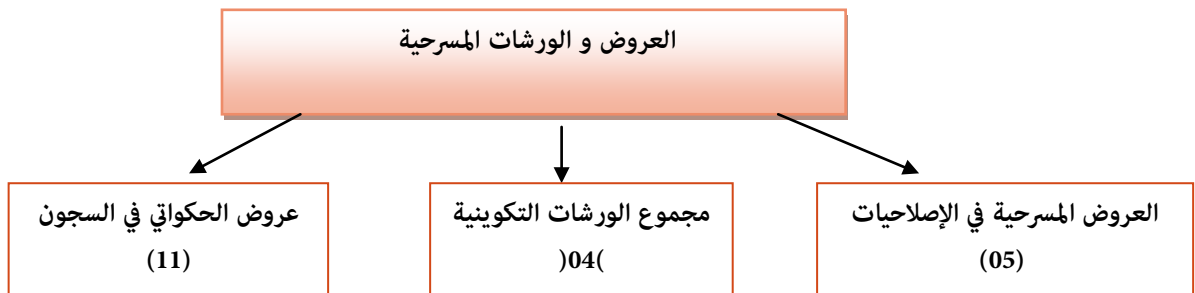 العروض و الورشات المسرحية
العروض المسرحية في الإصلاحيات
(05)
مجموع الورشات التكوينية
)04(
عروض الحكواتي في السجون
(11)